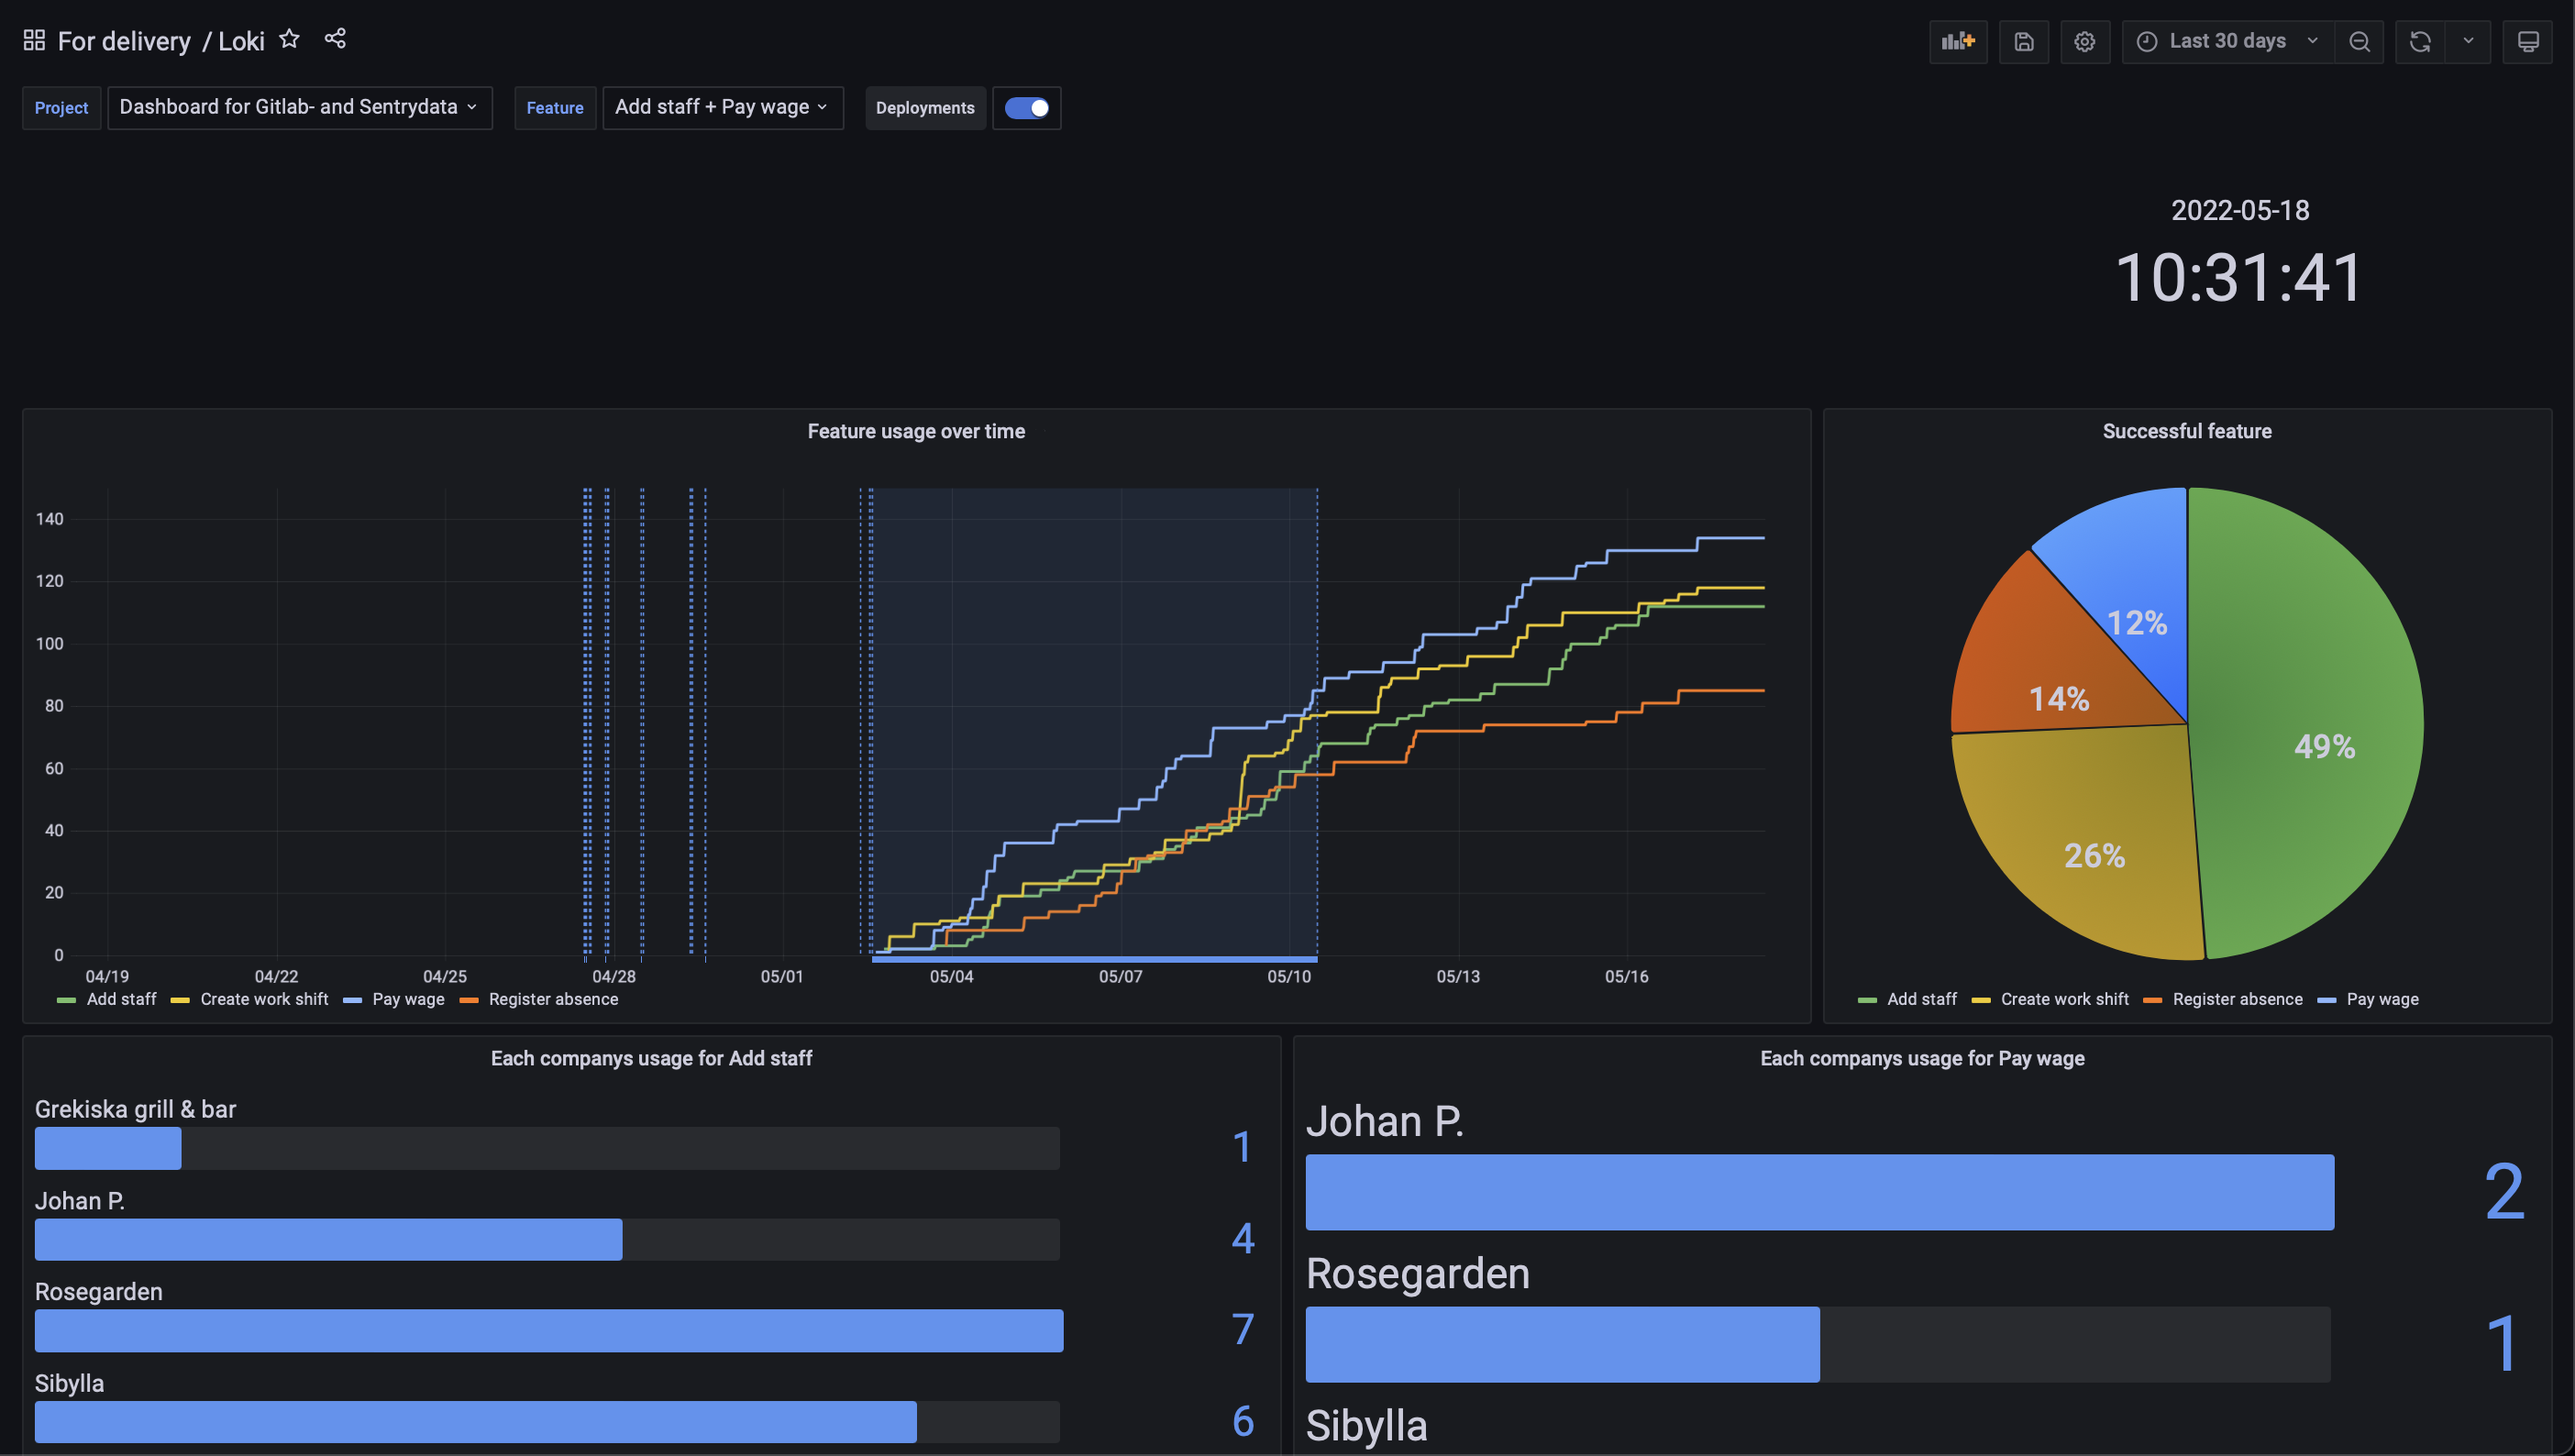 For delivery / Loki
Last 30 days
Project Dashboard for Gitlab- and Sentrydata Feature Add staff + Pay wage Deployments
2022-05-18
10:31:41
Feature usage over time
140
120
100
80
60
40
20
0
04/19 04/22 04/25 04/28 05/01 05/04 05/07 05/10 05/13 05/16
Add staff Create work shift Pay wage Register absence
Successful feature
12%
14%
49%
26%
Add staff Create work shift Register absence Pay wage
Each companys usage for Add staff
Grekiska grill & bar
1
Johan P.
4
Rosegarden
7
Sibylla
6
Each companys usage for Pay wage
Johan P.
2
Rosegarden
1
Sibylla